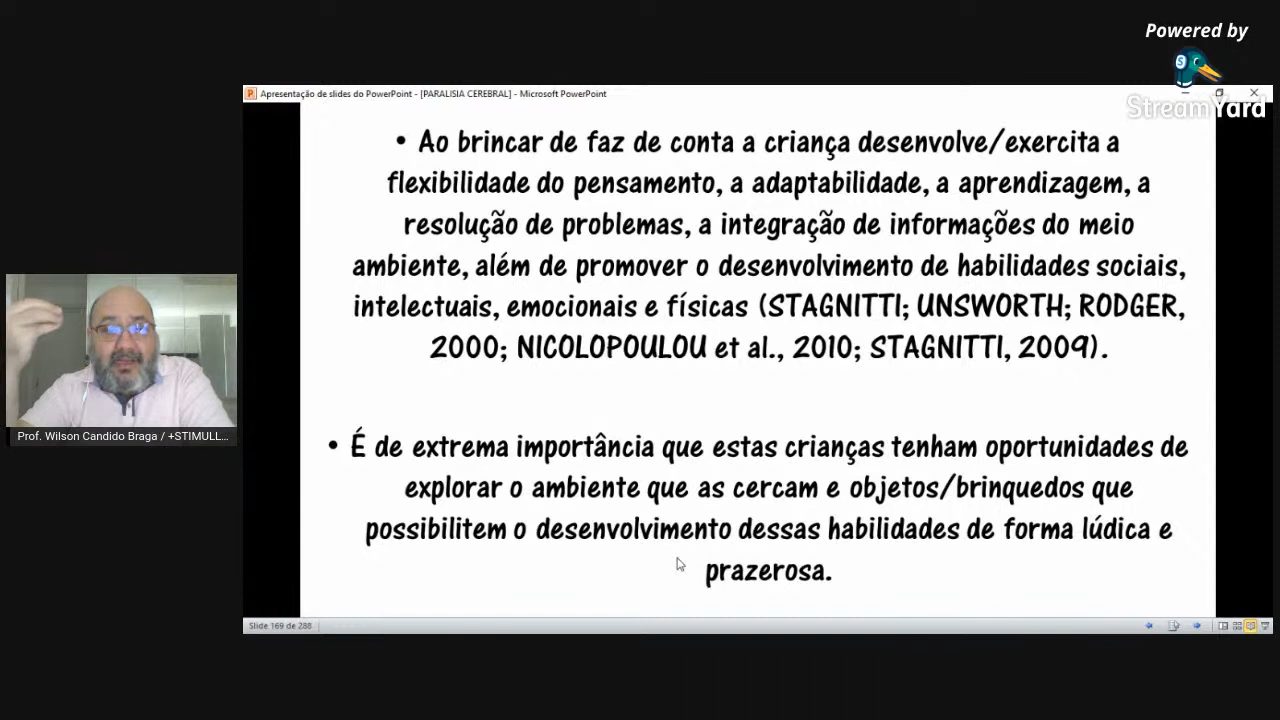 Powered by
StreamYard
Apresentação de slides do PowerPoint - [PARALISIA CEREBRAL] - Microsoft PowerPoint
• Ao brincar de faz de conta a criança desenvolve/exercita a
flexibilidade do pensamento, a adaptabilidade, a aprendizagem, a
resolução de problemas, a integração de informações do meio
ambiente, além de promover o desenvolvimento de habilidades sociais,
intelectuais, emocionais e físicas (STAGNITTI; UNSWORTH; RODGER,
2000; NICOLOPOULOU et al., 2010; STAGNITTI, 2009).
• É de extrema importância que estas crianças tenham oportunidades de
explorar o ambiente que as cercam e objetos/brinquedos que
possibilitem o desenvolvimento dessas habilidades de forma lúdica e
prazerosa.
Prof. Wilson Candido Braga / +STIMULL...
Slide 169 de 288